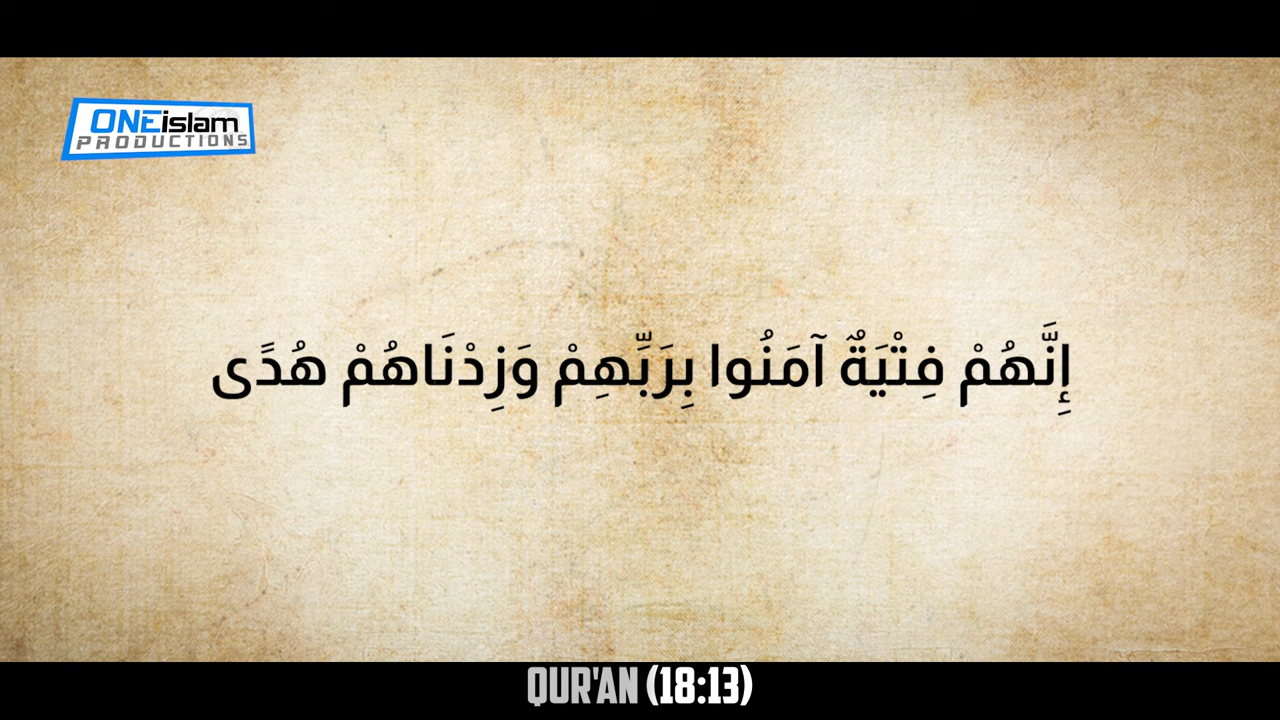 ONEislam
PRODUCTIONS
إِنَّهُمْ فِتْيَةٌ آمَنُوا بِرَبِّهِمْ وَزِدْنَاهُمْ هُدًى
QUR'AN (18:13)